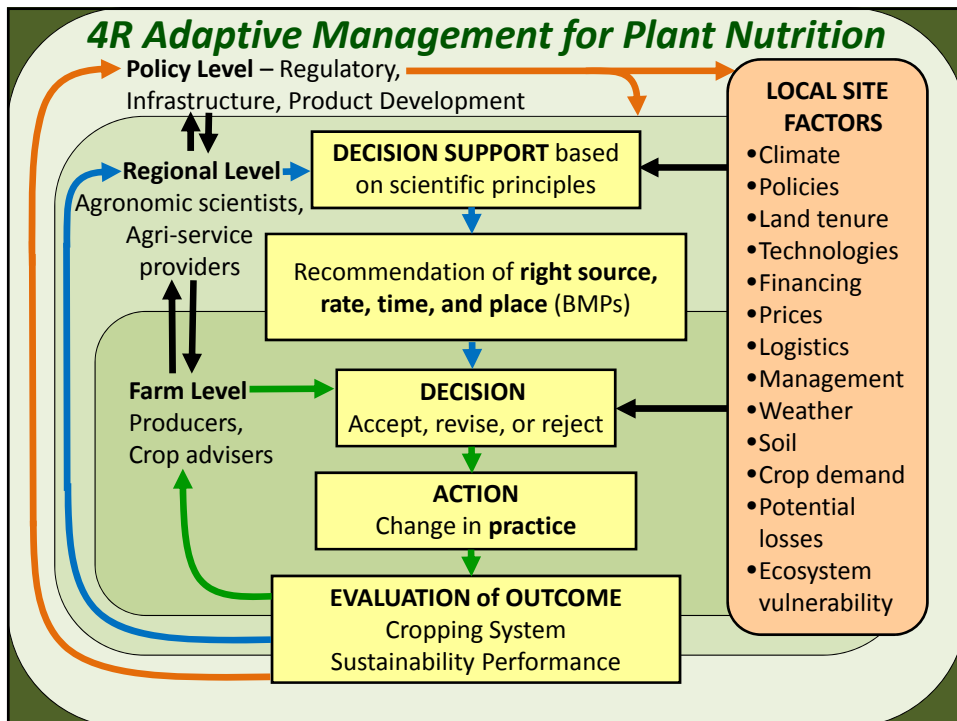 4R Adaptive Management for Plant Nutrition
Policy Level – Regulatory,
Infrastructure, Product Development
Regional Level
Agronomic scientists,
Agri-service
providers
Farm Level
Producers,
Crop advisers
DECISION SUPPORT based
on scientific principles
Recommendation of right source,
rate, time, and place (BMPs)
DECISION
Accept, revise, or reject
ACTION
Change in practice
EVALUATION of OUTCOME
Cropping System
Sustainability Performance
LOCAL SITE
FACTORS
•Climate
•Policies
•Land tenure
•Technologies
•Financing
•Prices
•Logistics
•Management
•Weather
•Soil
•Crop demand
•Potential
losses
•Ecosystem
vulnerability